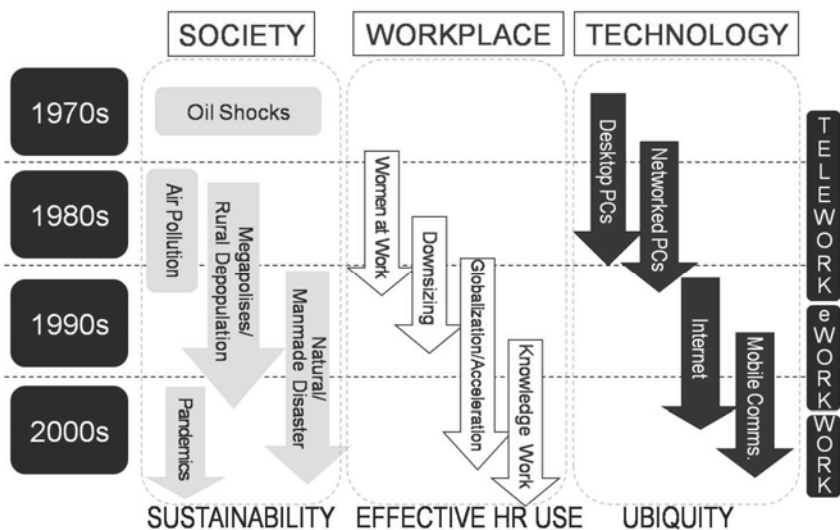 SOCIETY
WORKPLACE
TECHNOLOGY
1970s
1980s
1990s
2000s
Oil Shocks
Air Pollution
Megapolises/
Rural Depopulation
Natural/
Manmade Disaster
Pandemics
Women at Work
Downsizing
Globalization/Acceleration
Knowledge Work
Desktop PCs
Networked PCs
Internet
Mobile Comms.
TELEWORK
eWORK
WORK
SUSTAINABILITY
EFFECTIVE HR USE
UBIQUITY